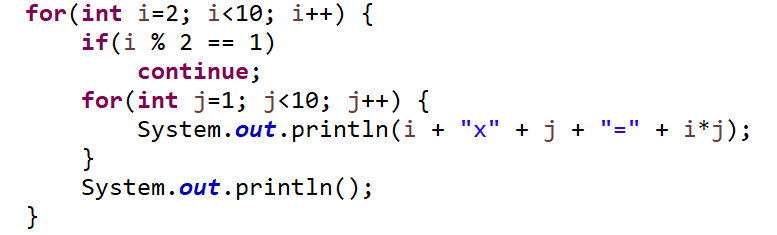 for(int i=2; i<10; i++) {
    if(i % 2 == 1)
        continue;
    for(int j=1; j<10; j++) {
        System.out.println(i + "x" + j + "=" + i*j);
    }
    System.out.println();
}